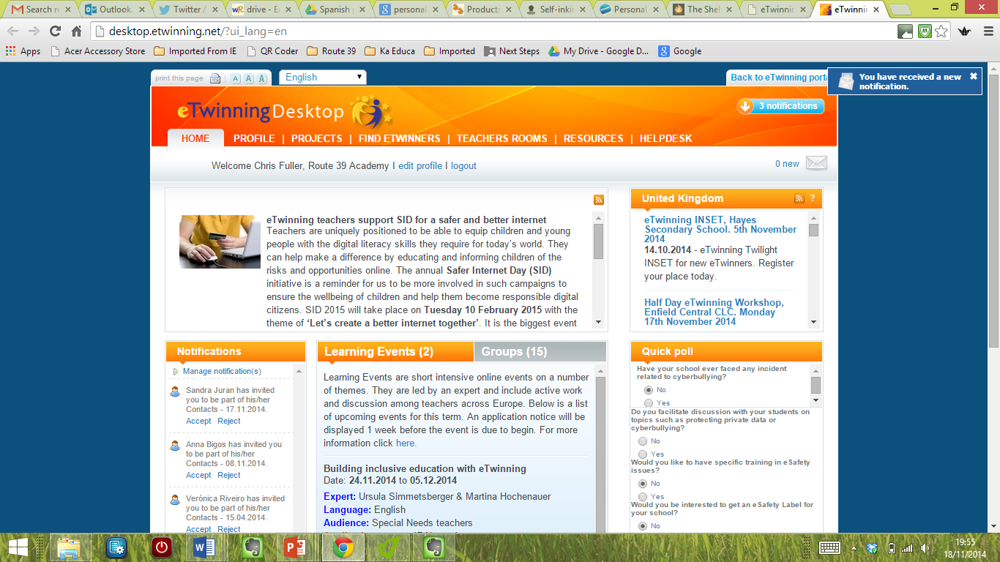 Search r
Outlook.
Twitter /
drive - E
Spanish
personal
Products
Self-inki
Personal
The She
eTwinnin
eTwinni
desktop.etwinning.net/?ui_lang=en
Apps
Acer Accessory Store
Imported From IE
QR Coder
Route 39
Ka Educa
Imported
Next Steps
My Drive - Google D...
Google
print this page
A A A
English
Back to eTwinning porta
You have received a new
notification.
eTwinning Desktop
3 notifications
HOME PROFILE | PROJECTS | FIND ETWINNERS | TEACHERS ROOMS | RESOURCES | HELPDESK
Welcome Chris Fuller, Route 39 Academy I edit profile I logout
0 new
eTwinning teachers support SID for a safer and better internet
Teachers are uniquely positioned to be able to equip children and young
people with the digital literacy skills they require for today's world. They
can help make a difference by educating and informing children of the
risks and opportunities online. The annual Safer Internet Day (SID)
initiative is a reminder for us to be more involved in such campaigns to
ensure the wellbeing of children and help them become responsible digital
citizens. SID 2015 will take place on Tuesday 10 February 2015 with the
theme of ‘Let's create a better internet together’. It is the biggest event
United Kingdom
?
eTwinning INSET, Hayes
Secondary School. 5th November
2014
14.10.2014 - eTwinning Twilight
INSET for new eTwinners. Register
your place today.
Half Day eTwinning Workshop,
Enfield Central CLC. Monday
17th November 2014
Notifications
Manage notification(s)
Sandra Juran has invited
you to be part of his/her
Contacts - 17.11.2014.
Accept Reject
Anna Bigos has invited you
to be part of his/her
Contacts - 08.11.2014.
Accept Reject
Verónica Riveiro has invited
you to be part of his/her
Contacts - 15.04.2014.
Accept Reject
Learning Events (2)
Groups (15)
Learning Events are short intensive online events on a number
of themes. They are led by an expert and include active work
and discussion among teachers across Europe. Below is a list
of upcoming events for this term. An application notice will be
displayed 1 week before the event is due to begin. For more
information click here.
Building inclusive education with eTwinning
Date: 24.11.2014 to 05.12.2014
Expert: Ursula Simmetsberger & Martina Hochenauer
Language: English
Audience: Special Needs teachers
Quick poll
Have your school ever faced any incident
related to cyberbullying?
No
Yes
Do you facilitate discussion with your students on
topics such as protecting private data or
cyberbullying?
No
Yes
Would you like to have specific training in eSafety
issues?
No
Yes
Would you be interested to get an eSafety Label for
your school?
No
19:55
18/11/2014